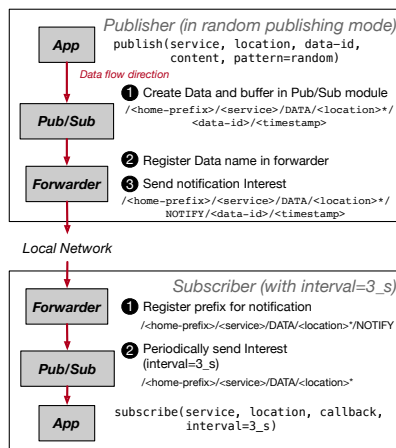 Publisher (in random publishing mode)
App
publish(service, location, data-id,
content, pattern=random)
Data flow direction
1 Create Data and buffer in Pub/Sub module
/<home-prefix>/<service>/DATA/<location>*/
<data-id>/<timestamp>
Pub/Sub
2 Register Data name in forwarder
Forwarder
3 Send notification Interest
/<home-prefix>/<service>/DATA/<location>*/
NOTIFY/<data-id>/<timestamp>
Local Network
Subscriber (with interval=3_s)
Forwarder
1 Register prefix for notification
/<home-prefix>/<service>/DATA/<location>*/NOTIFY
Pub/Sub
2 Periodically send Interest
(interval=3_s)
/<home-prefix>/<service>/DATA/<location>*
App
subscribe(service, location, callback,
interval=3_s)